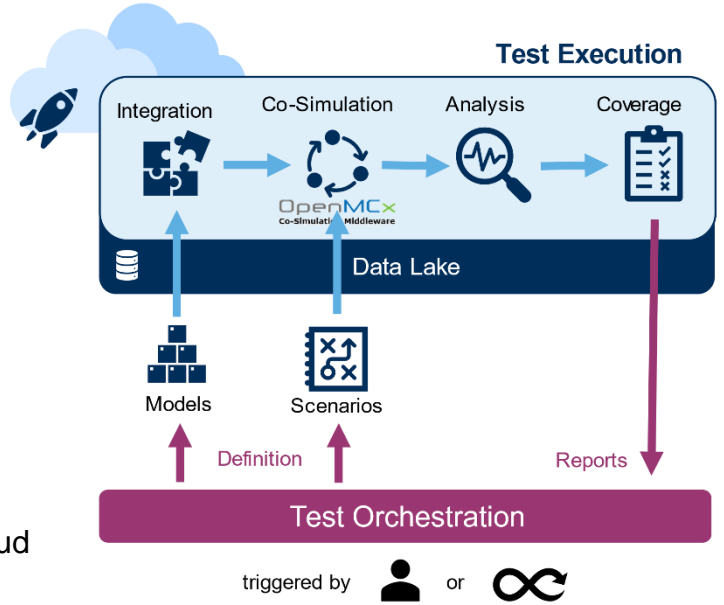 Test Execution
Integration
Co-Simulation
Analysis
Coverage
OpenMCx
Co-Simulation Middleware
Data Lake
Models
Scenarios
Definition
Reports
Test Orchestration
ud
triggered by
or